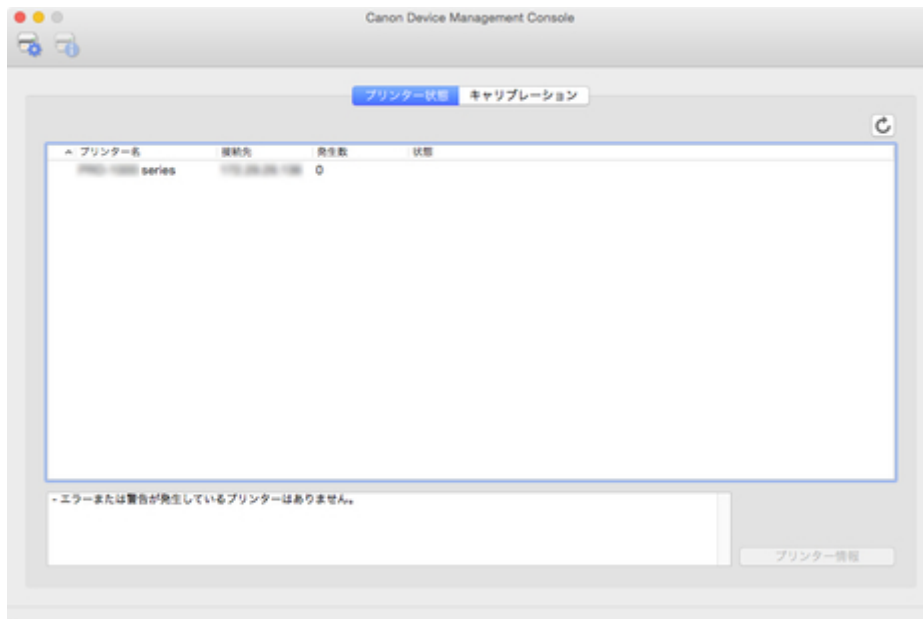 Canon Device Management Console
プリンター状態 キャリブレーション
プリンター名 接続先 発生数 状態
series 0
- エラーまたは警告が発生しているプリンターはありません。
プリンター情報